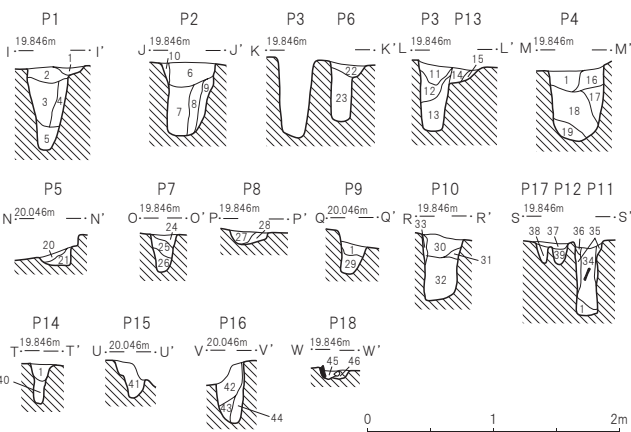 P1 P2 P3 P6 P3 P13 P4
I 19.846m I' J 19.846m J' K 19.846m K' L 19.846m L' M 19.846m M'
1 2 3 4 5
10 6 7 8 9
22 23
11 12 13 14 15
1 16 17 18 19
P5 P7 P8 P9 P10 P17 P12 P11
N 20.046m N' O 19.846m O' P 19.846m P' Q 20.046m Q' R 19.846m R' S 19.846m S'
20 21
24 25 26
27 28
1 29
33 30 31 32
38 37 39 36 35 34 1
P14 P15 P16 P18
T 19.846m T' U 20.046m U' V 20.046m V' W 19.846m W'
1 40
41
42 43 44
45 46
0 1 2m